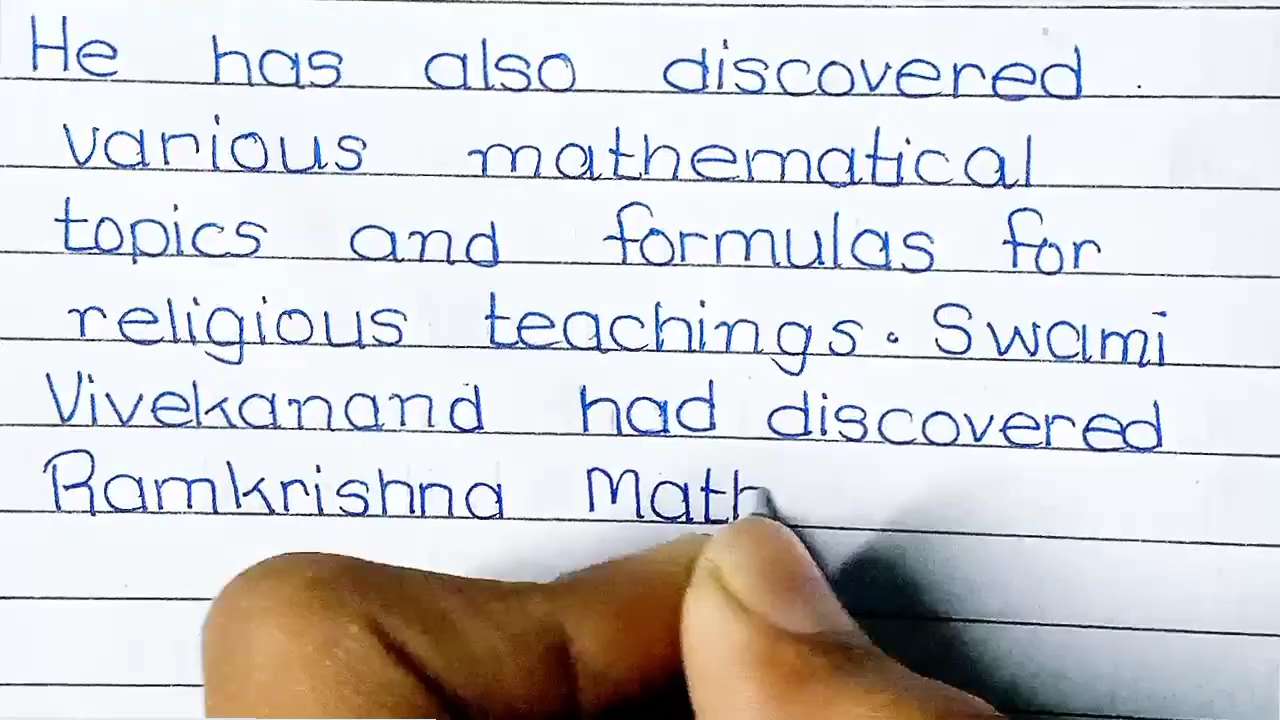 He has also discovered
various mathematical
topics and formulas for
religious teachings. Swami
Vivekanand had discovered
Ramkrishna Math